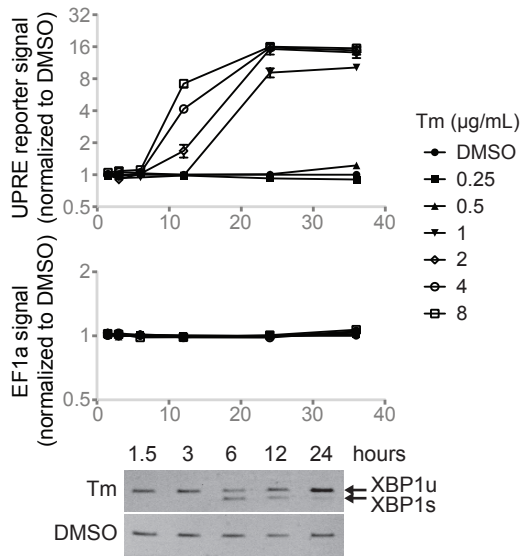 UPRE reporter signal
(normalized to DMSO)
32
16
8
4
2
1
0.5
0
10
20
30
40
Tm (µg/mL)
DMSO
0.25
0.5
1
2
4
8
EF1a signal
(normalized to DMSO)
2
1
0.5
0
10
20
30
40
1.5 3 6 12 24 hours
Tm
XBP1u
XBP1s
DMSO